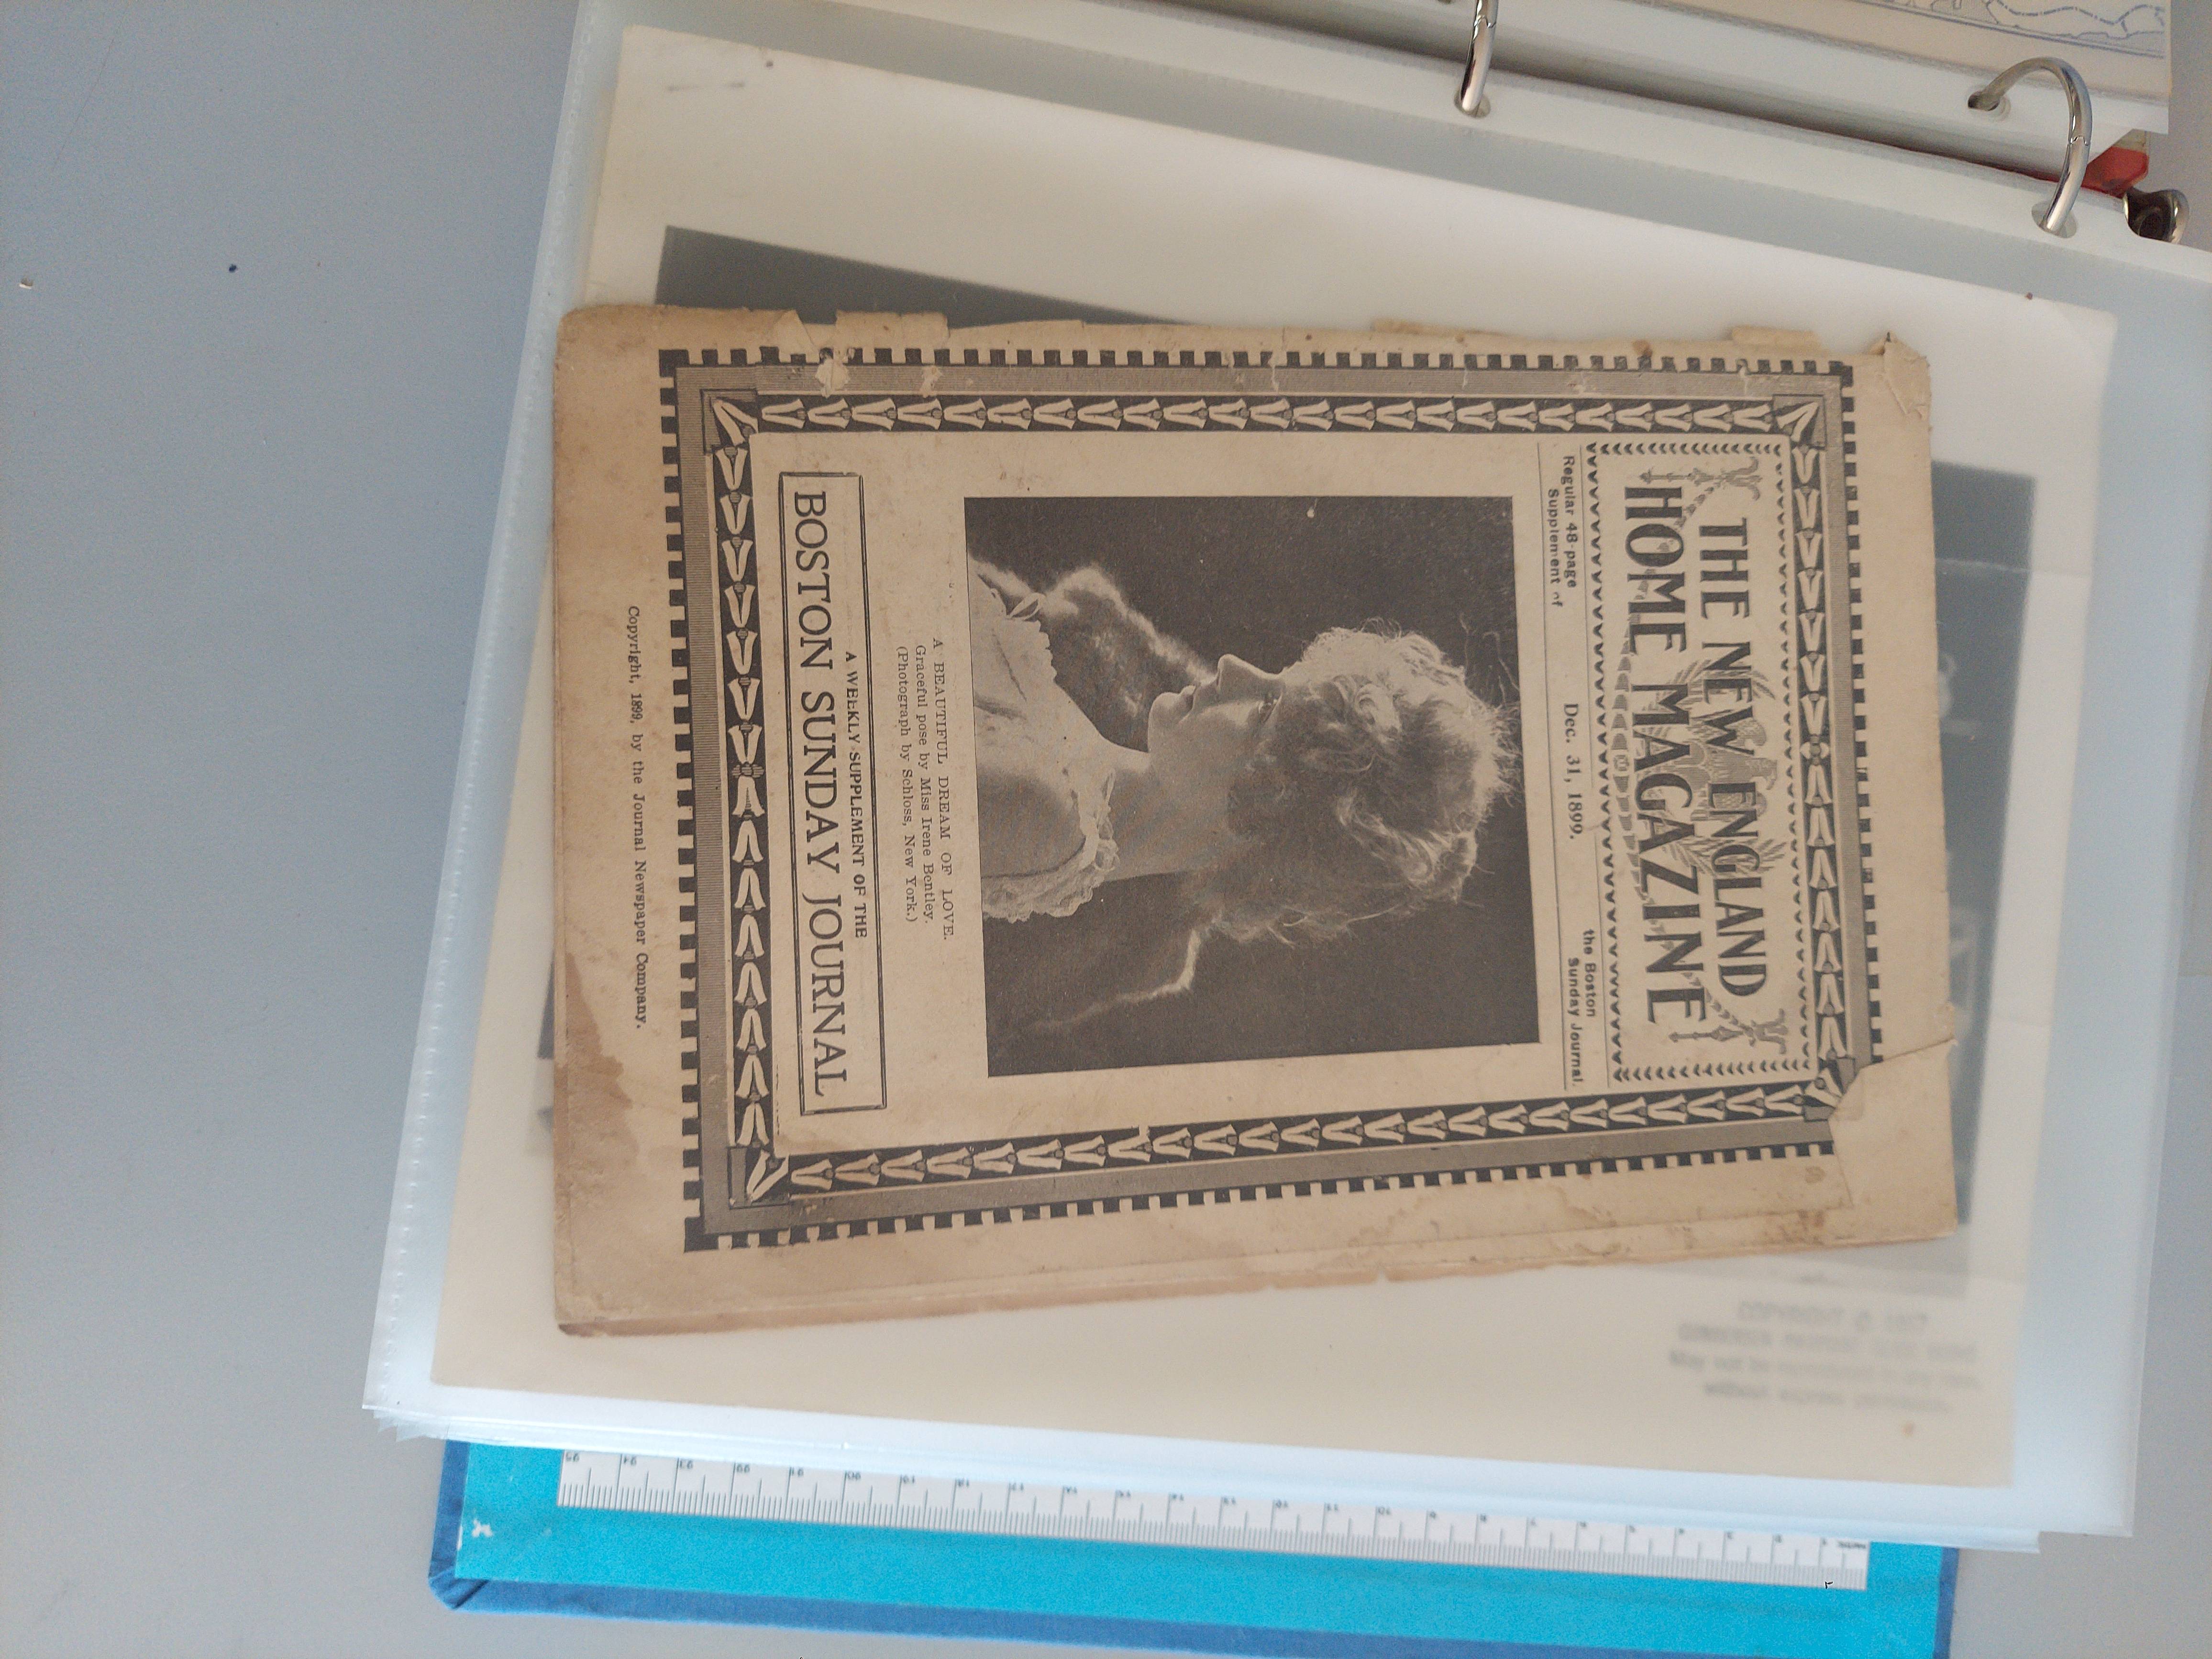 THE NEW ENGLAND
HOME MAGAZINE
Regular 48-page
Supplement of
Dec. 31, 1899.
the Boston
Sunday Journal.
A BEAUTIFUL DREAM OF LOVE.
Graceful pose by Miss Irene Bentley.
(Photograph by Schloss, New York.)
A WEEKLY SUPPLEMENT OF THE
BOSTON SUNDAY JOURNAL
Copyright, 1899, by the Journal Newspaper Company.